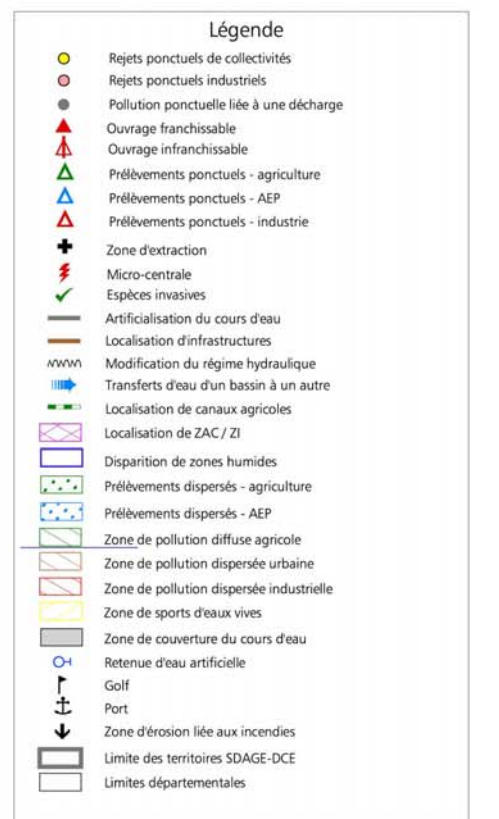 Légende
Rejets ponctuels de collectivités
Rejets ponctuels industriels
Pollution ponctuelle liée à une décharge
Ouvrage franchissable
Ouvrage infranchissable
Prélèvements ponctuels - agriculture
Prélèvements ponctuels - AEP
Prélèvements ponctuels - industrie
Zone d'extraction
Micro-centrale
Espèces invasives
Artificialisation du cours d'eau
Localisation d'infrastructures
Modification du régime hydraulique
Transferts d'eau d'un bassin à un autre
Localisation de canaux agricoles
Localisation de ZAC / ZI
Disparition de zones humides
Prélèvements dispersés - agriculture
Prélèvements dispersés - AEP
Zone de pollution diffuse agricole
Zone de pollution dispersée urbaine
Zone de pollution dispersée industrielle
Zone de sports d'eaux vives
Zone de couverture du cours d'eau
Retenue d'eau artificielle
Golf
Port
Zone d'érosion liée aux incendies
Limite des territoires SDAGE-DCE
Limites départementales